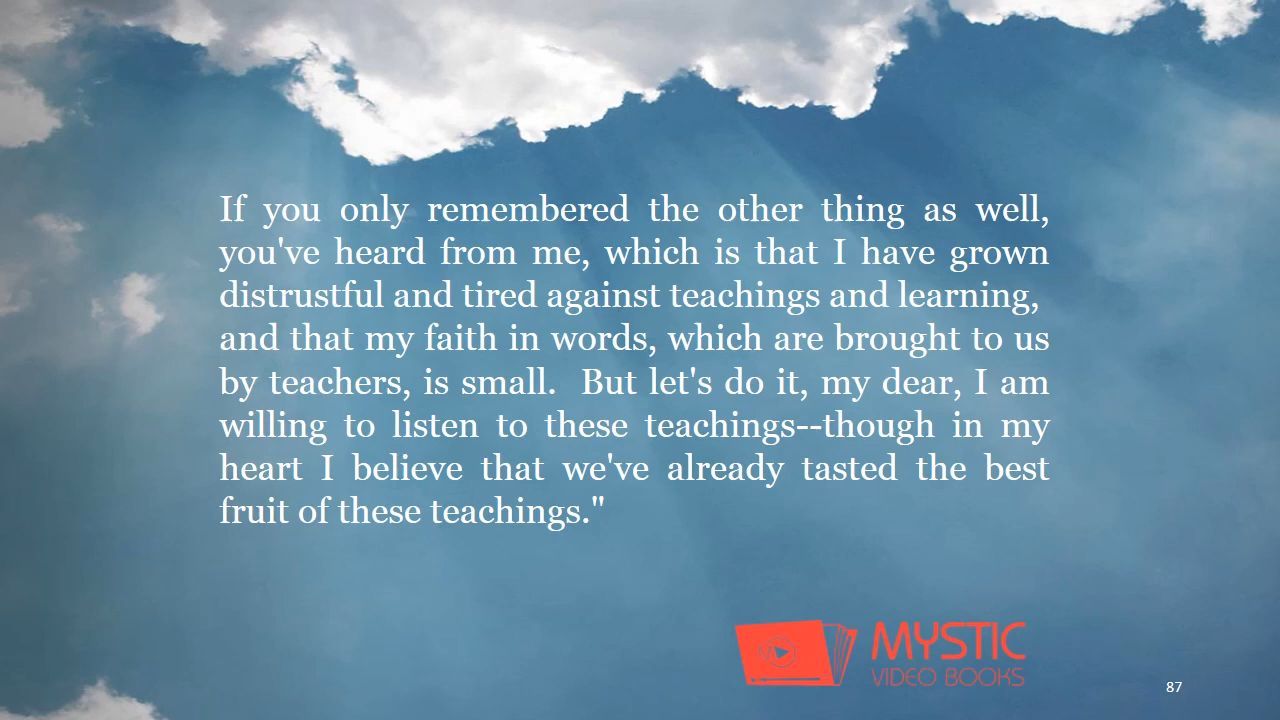 If you only remembered the other thing as well,
you've heard from me, which is that I have grown
distrustful and tired against teachings and learning,
and that my faith in words, which are brought to us
by teachers, is small.  But let's do it, my dear, I am
willing to listen to these teachings--though in my
heart I believe that we've already tasted the best
fruit of these teachings."
MYSTIC
VIDEO BOOKS
87